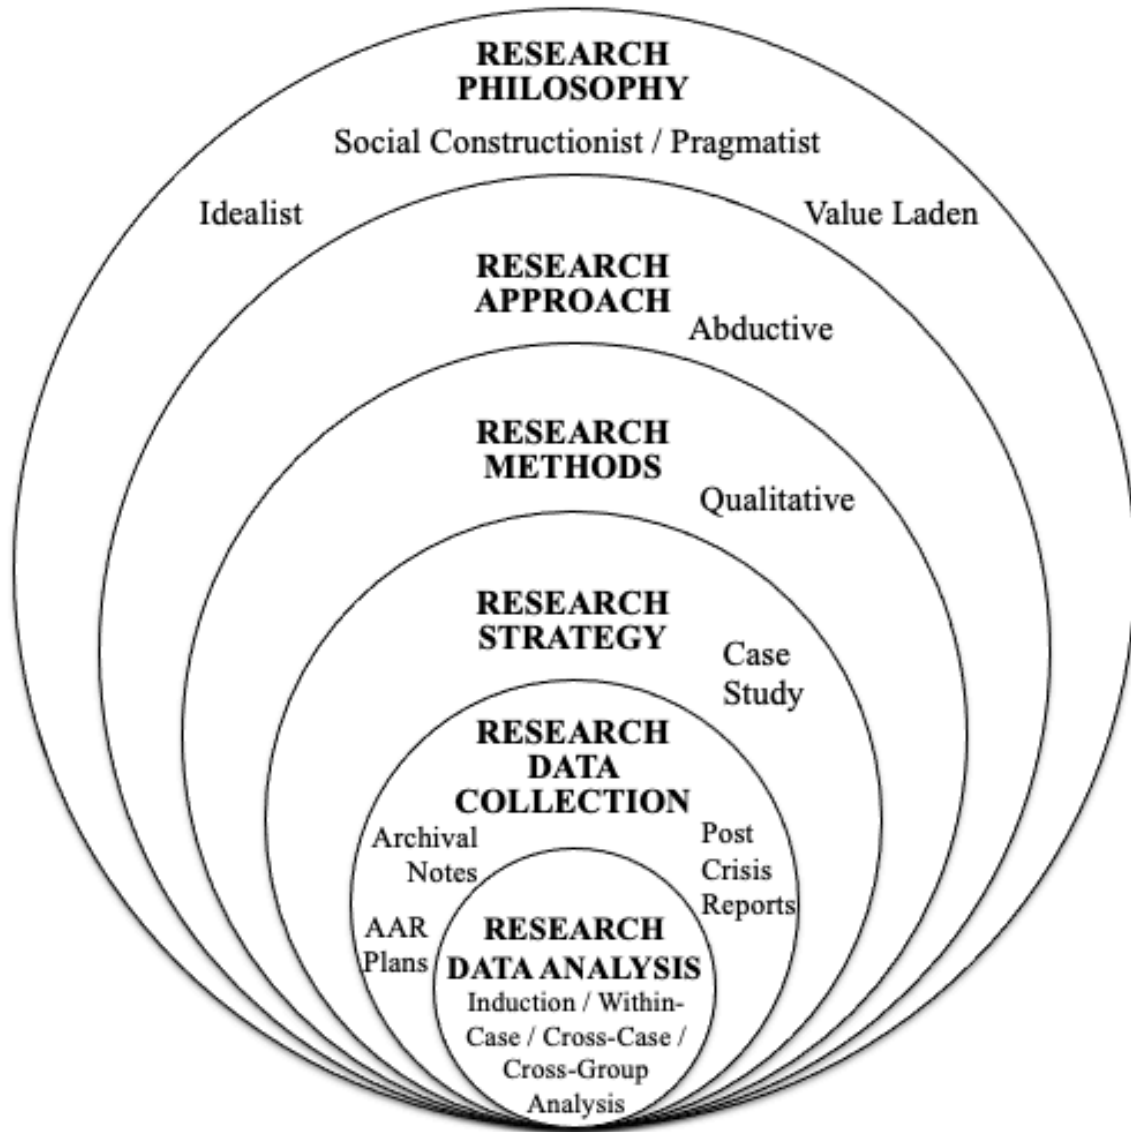 RESEARCH
PHILOSOPHY
Social Constructionist / Pragmatist
Idealist
Value Laden
RESEARCH
APPROACH
Abductive
RESEARCH
METHODS
Qualitative
RESEARCH
STRATEGY
Case
Study
RESEARCH
DATA
COLLECTION
Archival
Notes
AAR
Plans
Post
Crisis
Reports
RESEARCH
DATA ANALYSIS
Induction / Within-
Case / Cross-Case /
Cross-Group
Analysis